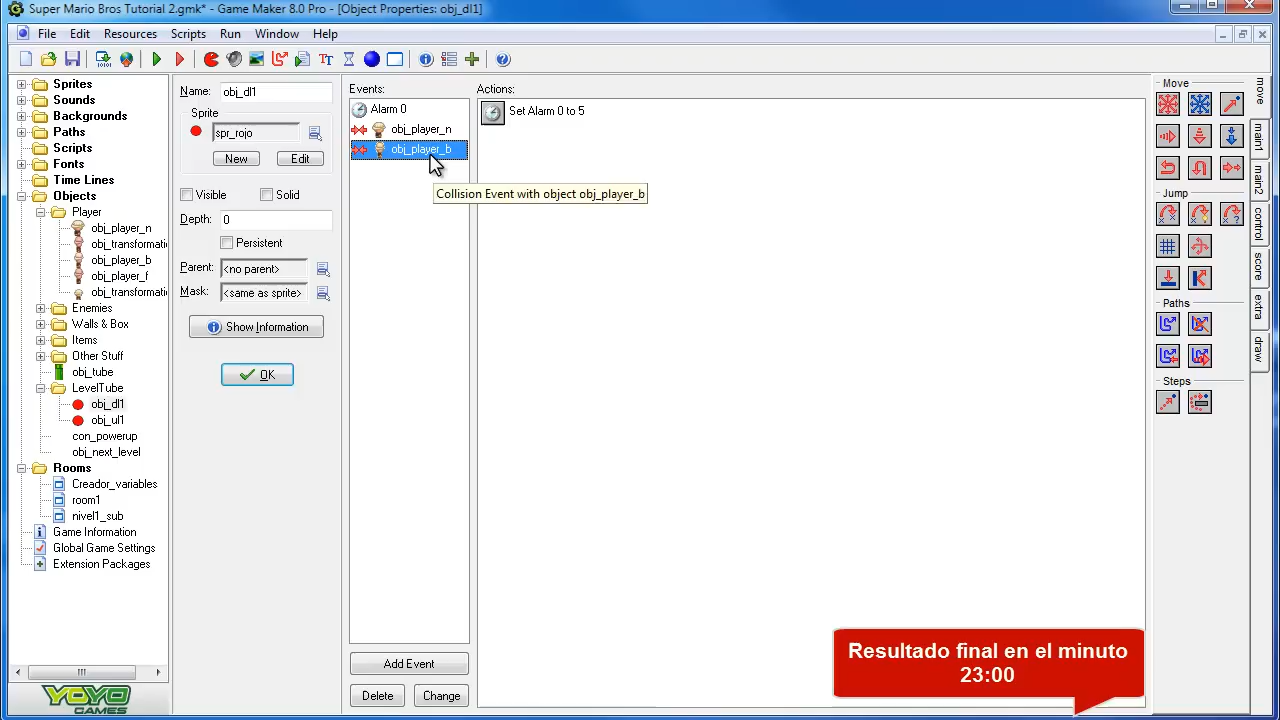 Super Mario Bros Tutorial 2.gmk* - Game Maker 8.0 Pro - [Object Properties: obj_dl1]
File Edit Resources Scripts Run Window Help
Sprites
Sounds
Backgrounds
Paths
Scripts
Fonts
Time Lines
Objects
Player
obj_player_n
obj_transformatio
obj_player_b
obj_player_f
obj_transformatio
Enemies
Walls & Box
Items
Other Stuff
obj_tube
LevelTube
obj_dl1
obj_ul1
con_powerup
obj_next_level
Rooms
Creador_variables
room1
nivel1_sub
Game Information
Global Game Settings
Extension Packages
YOYO
GAMES
Name: obj_dl1
Sprite
spr_rojo
New Edit
Visible Solid
Depth: 0
Persistent
Parent: <no parent>
Mask: <same as sprite>
Show Information
OK
Events:
Alarm 0
obj_player_n
obj_player_b
Collision Event with object obj_player_b
Add Event
Delete Change
Actions:
Set Alarm 0 to 5
Move
Jump
Paths
Steps
move
main1
main2
control
score
extra
draw
Resultado final en el minuto
23:00